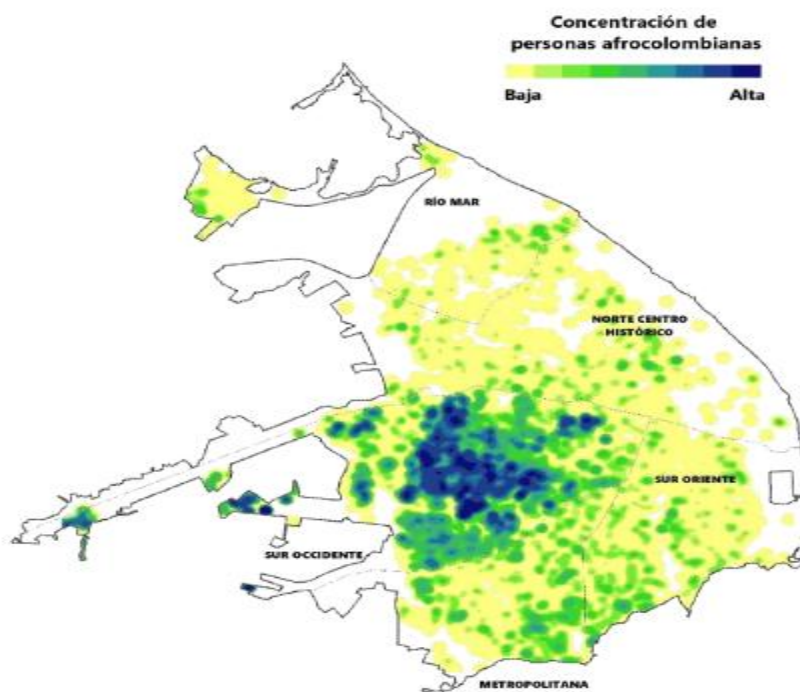 Concentración de
personas afrocolombianas
Baja Alta
RÍO MAR
NORTE CENTRO
HISTÓRICO
SUR ORIENTE
SUR OCCIDENTE
METROPOLITANA